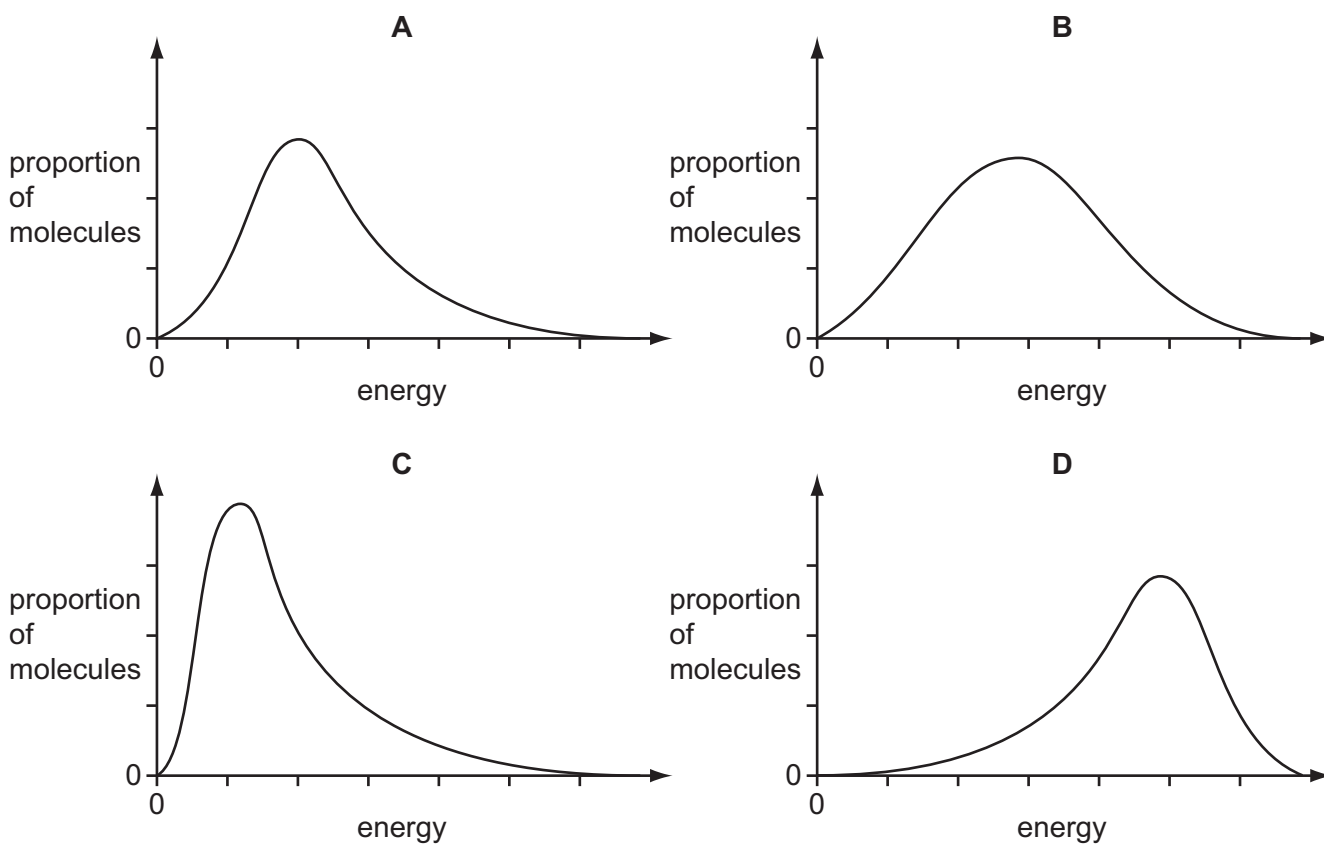 A
proportion
of
molecules
0
0
energy
B
proportion
of
molecules
0
0
energy
C
proportion
of
molecules
0
0
energy
D
proportion
of
molecules
0
0
energy